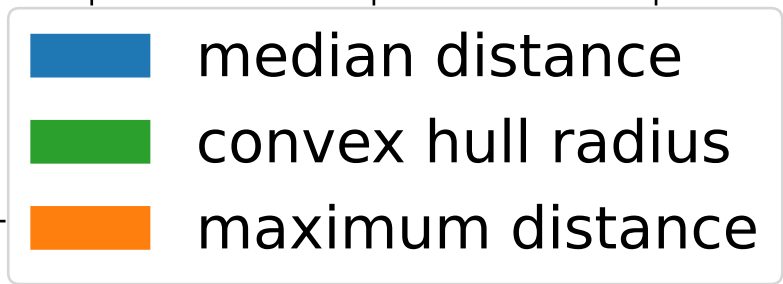 median distance
convex hull radius
maximum distance